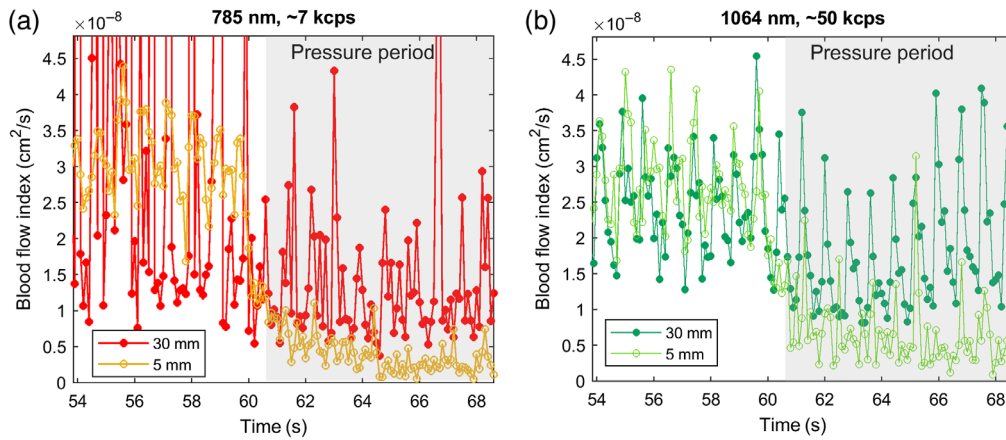 (a)
785 nm, ~7 kcps
×10⁻⁸
Pressure period
Blood flow index (cm²/s)
4.5
4
3.5
3
2.5
2
1.5
1
0.5
0
30 mm
5 mm
54 56 58 60 62 64 66 68
Time (s)
(b)
1064 nm, ~50 kcps
×10⁻⁸
Pressure period
Blood flow index (cm²/s)
4.5
4
3.5
3
2.5
2
1.5
1
0.5
0
30 mm
5 mm
54 56 58 60 62 64 66 68
Time (s)